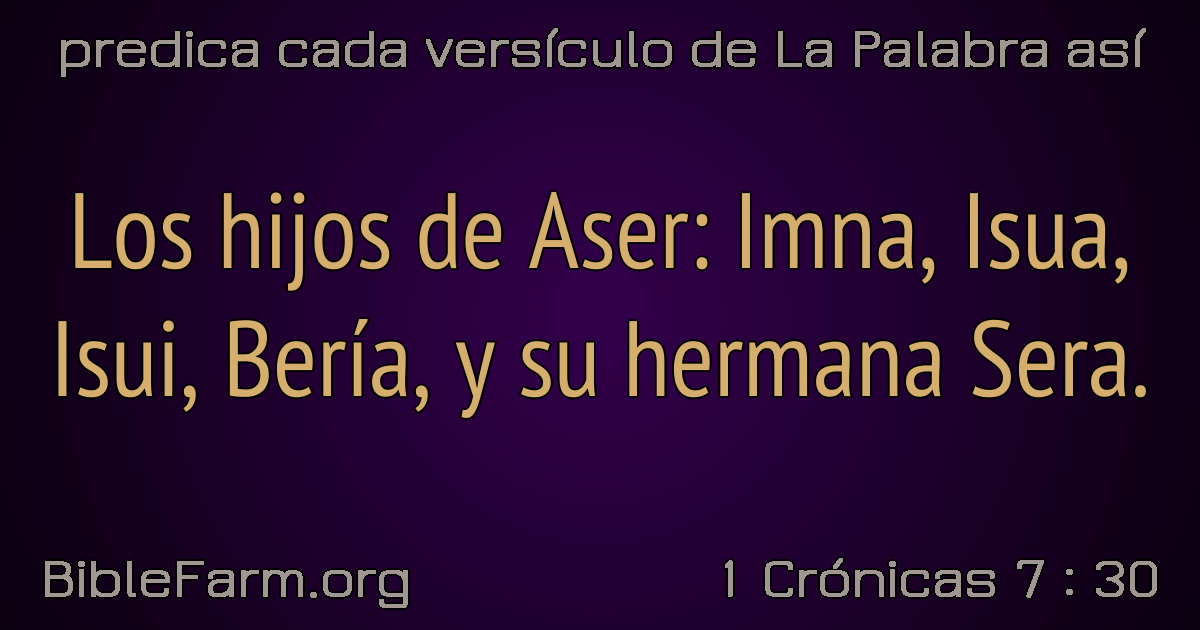 predica cada versículo de La Palabra así
Los hijos de Aser: Imna, Isua,
Isui, Bería, y su hermana Sera.
BibleFarm.org
1 Crónicas 7 : 30